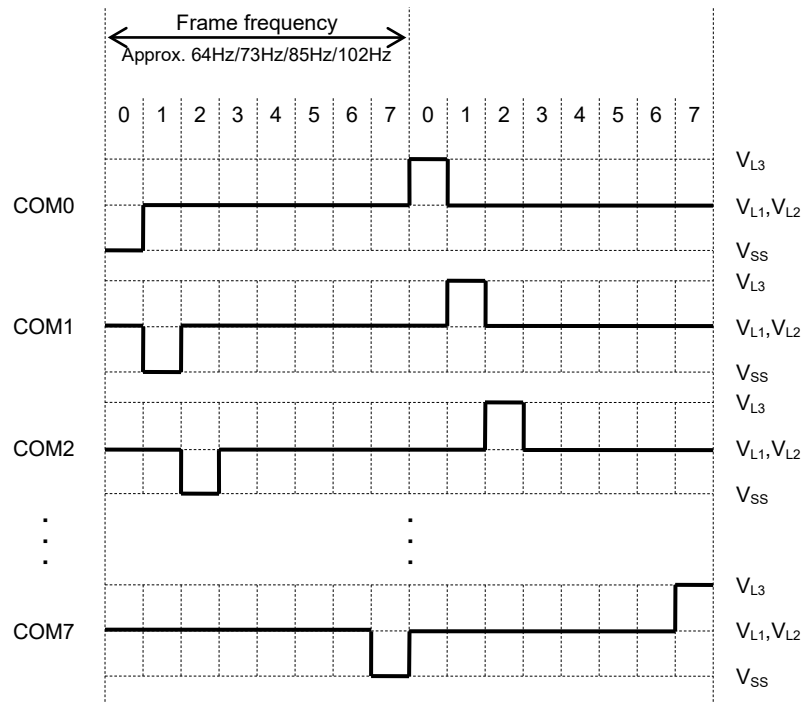 Frame frequency
Approx. 64Hz/73Hz/85Hz/102Hz
0 1 2 3 4 5 6 7 0 1 2 3 4 5 6 7
VL3
COM0 VL1,VL2
VSS
VL3
COM1 VL1,VL2
VSS
VL3
COM2 VL1,VL2
VSS
VL3
COM7 VL1,VL2
VSS